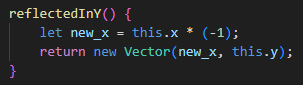 reflectedInY() {
    let new_x = this.x * (-1);
    return new Vector(new_x, this.y);
}